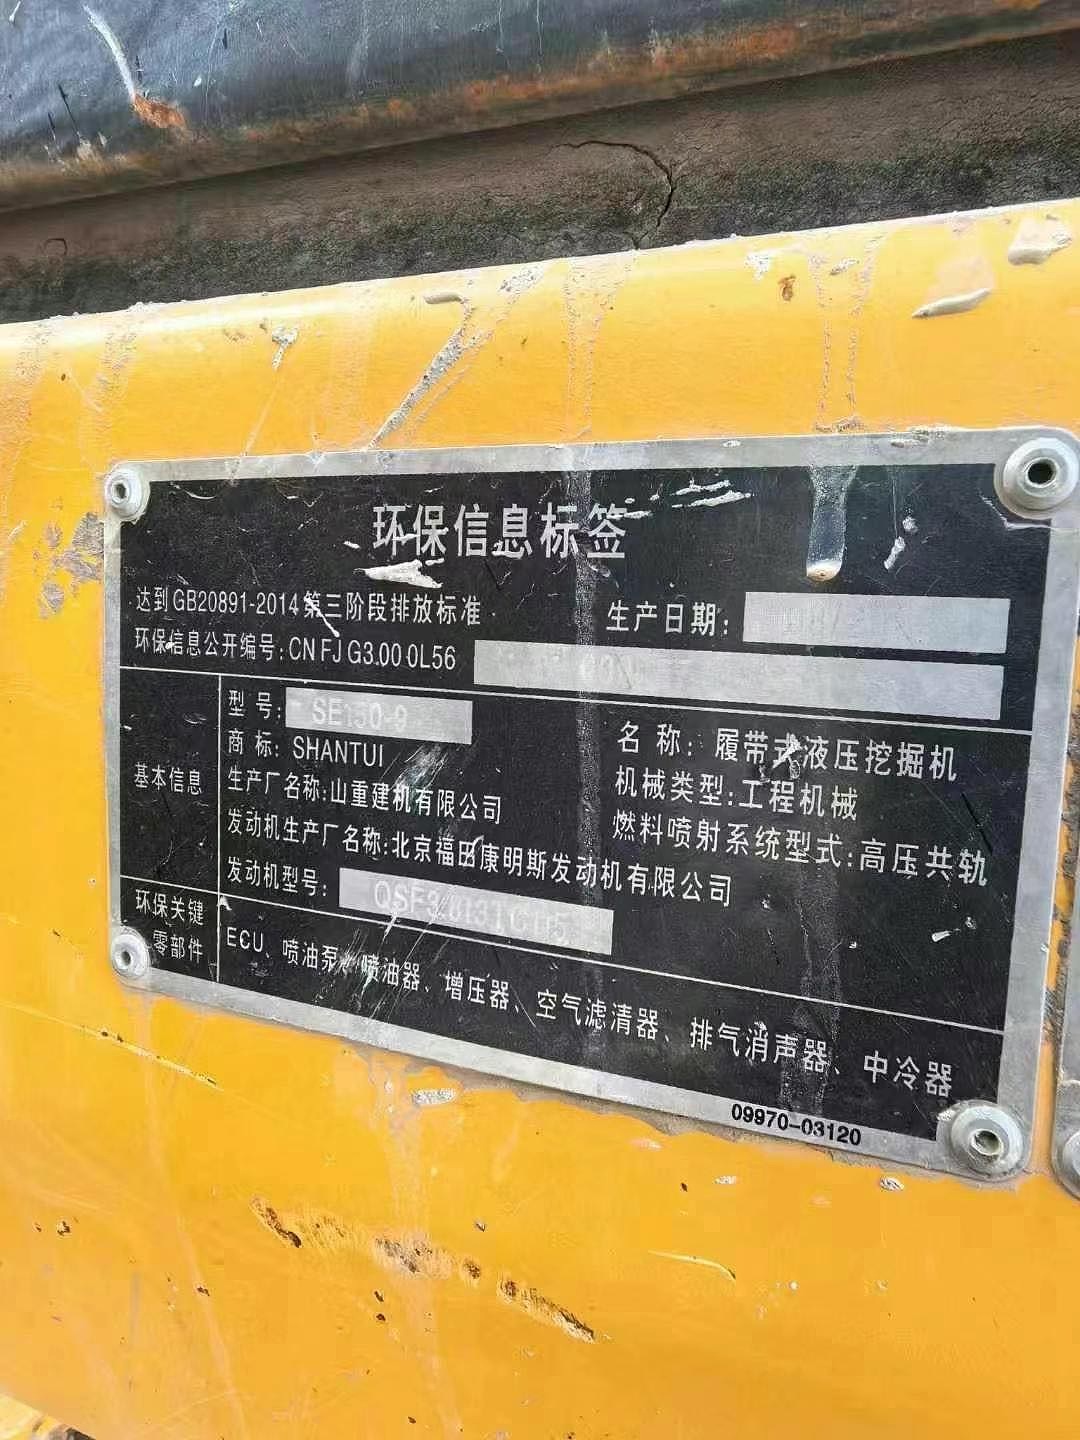 环保信息标签
达到GB20891-2014第三阶段排放标准
生产日期:
环保信息公开编号:CN FJ G3.00 0L56
基本信息
型 号: SE150-9
名 称: 履带式液压挖掘机
商 标: SHANTUI
机械类型:工程机械
生产厂名称:山重建机有限公司
燃料喷射系统型式:高压共轨
发动机生产厂名称:北京福田康明斯发动机有限公司
发动机型号:
环保关键
零部件
ECU、喷油泵、喷油器、增压器、空气滤清器、排气消声器、中冷器
09970-03120